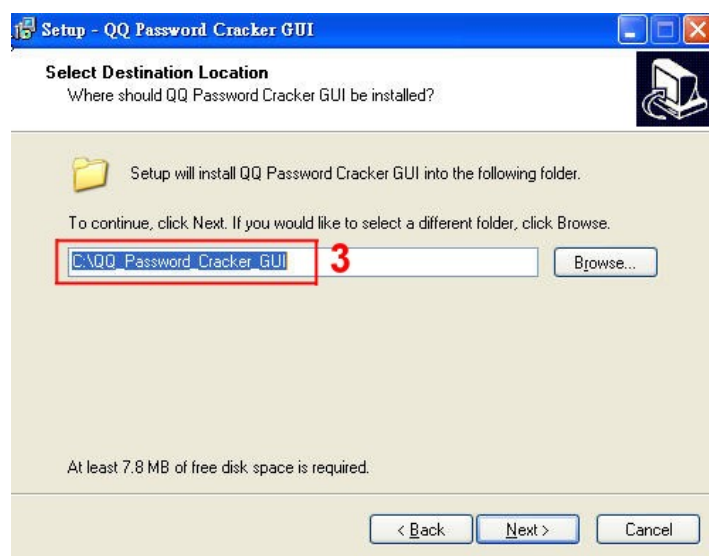 Setup - QQ Password Cracker GUI
Select Destination Location
Where should QQ Password Cracker GUI be installed?
Setup will install QQ Password Cracker GUI into the following folder.
To continue, click Next. If you would like to select a different folder, click Browse.
C:\QQ_Password_Cracker_GUI 3 Browse...
At least 7.8 MB of free disk space is required.
< Back Next > Cancel